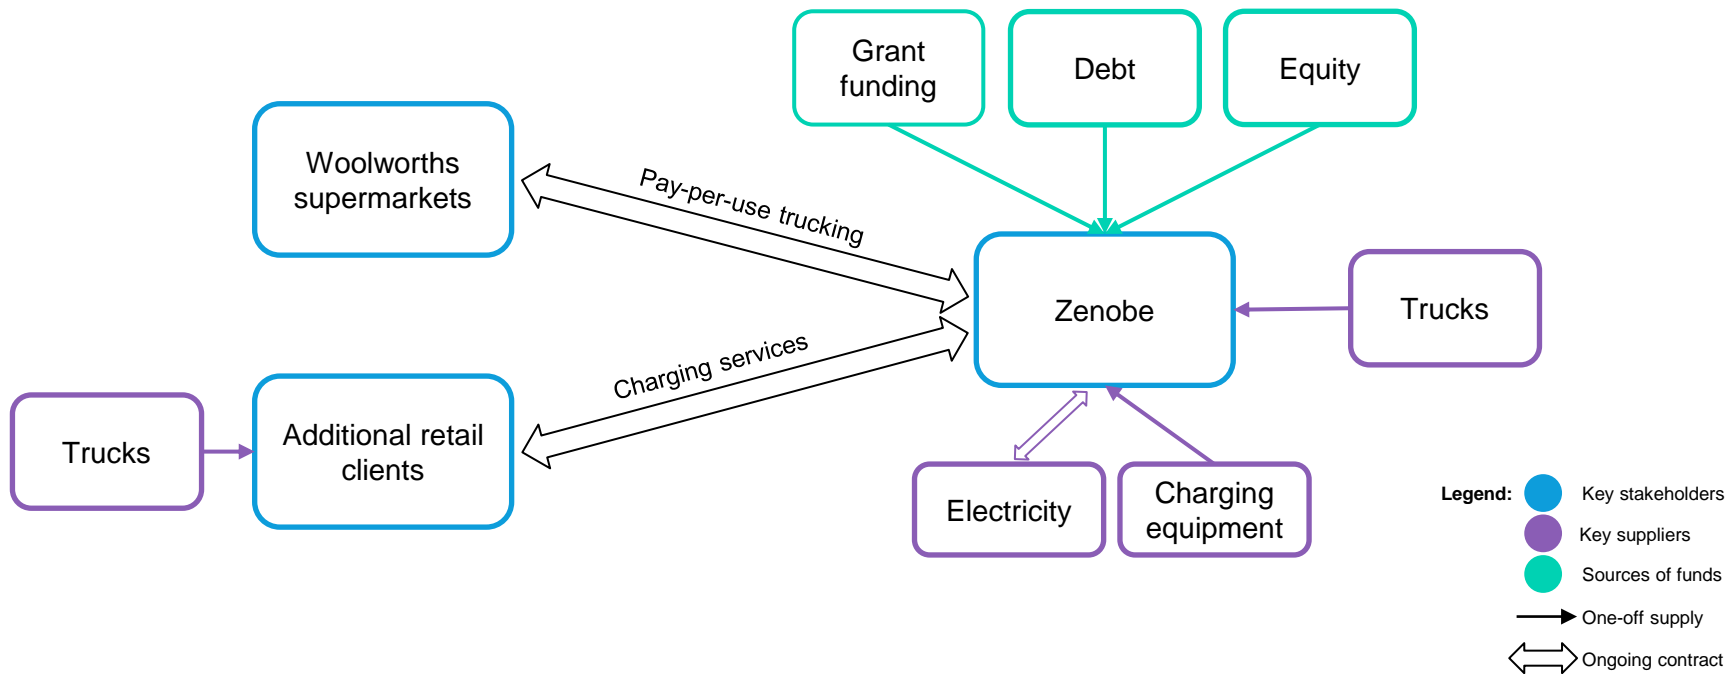 Grant
funding
Debt
Equity
Woolworths
supermarkets
Pay-per-use trucking
Zenobe
Trucks
Charging services
Trucks
Additional retail
clients
Electricity
Charging
equipment
Legend:
Key stakeholders
Key suppliers
Sources of funds
One-off supply
Ongoing contract